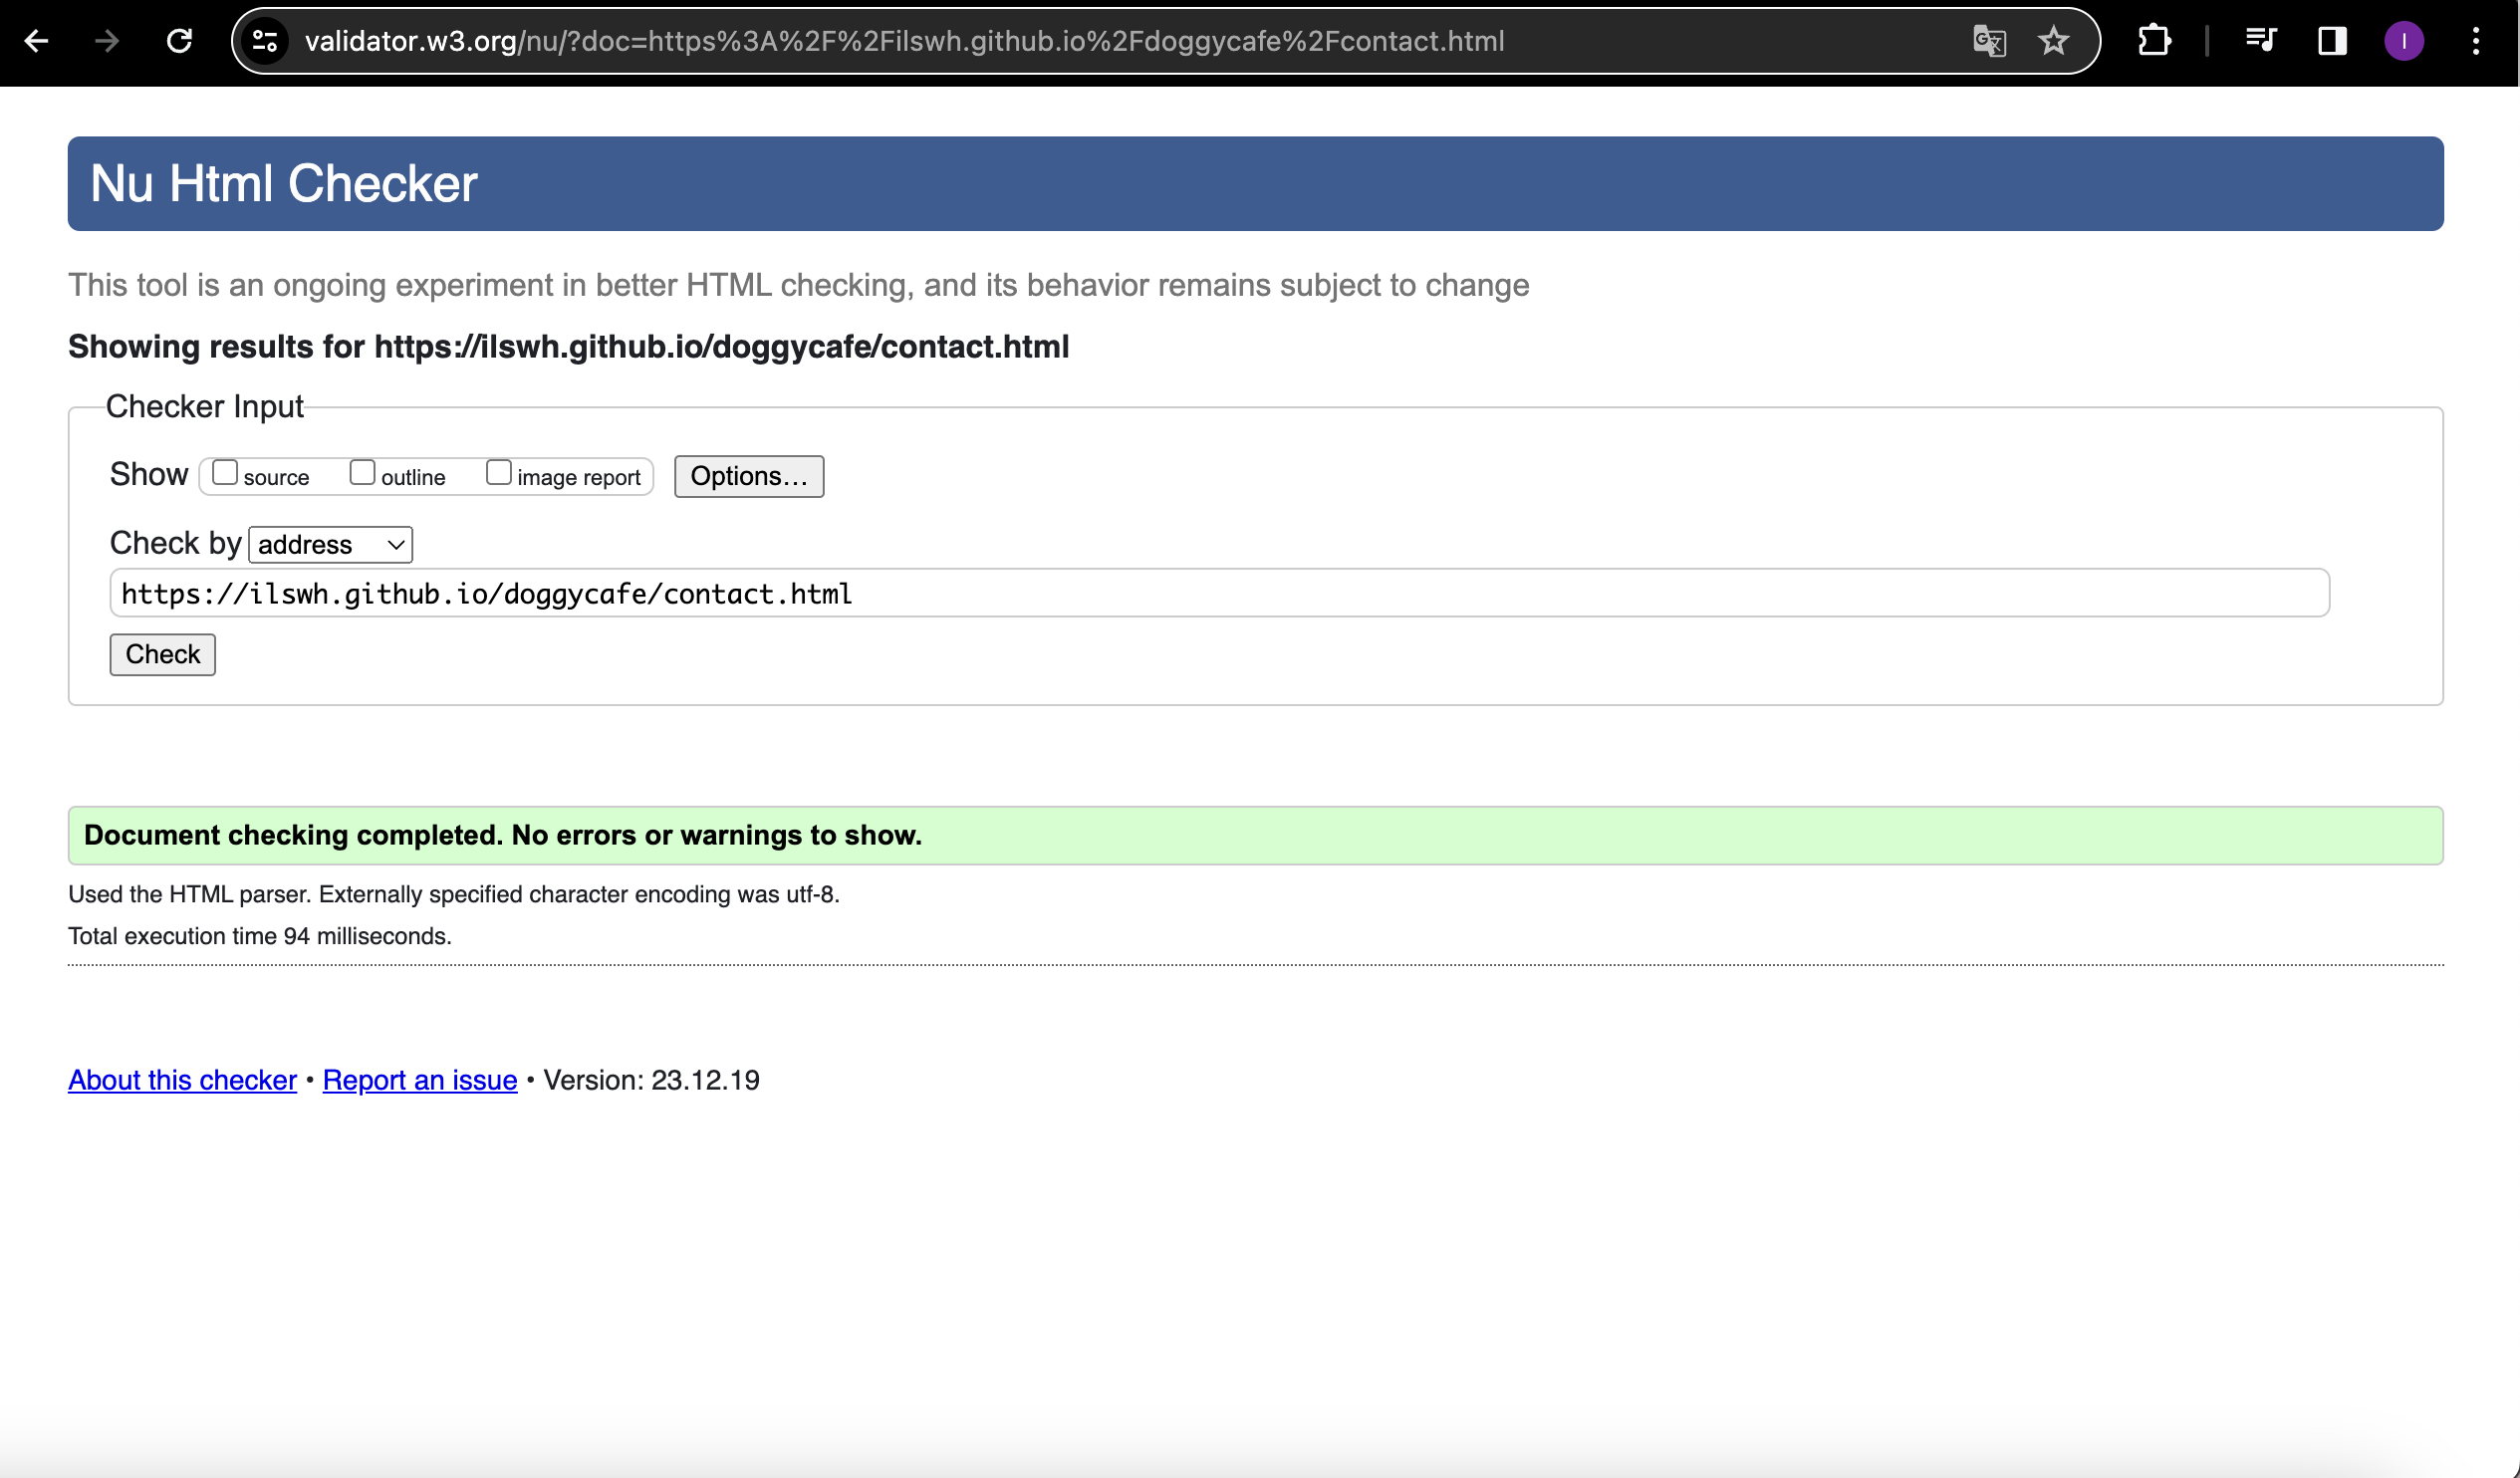 validator.w3.org/nu/?doc=https%3A%2F%2Filswh.github.io%2Fdoggycafe%2Fcontact.html
I
Nu Html Checker
This tool is an ongoing experiment in better HTML checking, and its behavior remains subject to change
Showing results for https://ilswh.github.io/doggycafe/contact.html
Checker Input
Show source outline image report Options...
Check by address
https://ilswh.github.io/doggycafe/contact.html
Check
Document checking completed. No errors or warnings to show.
Used the HTML parser. Externally specified character encoding was utf-8.
Total execution time 94 milliseconds.
About this checker • Report an issue • Version: 23.12.19